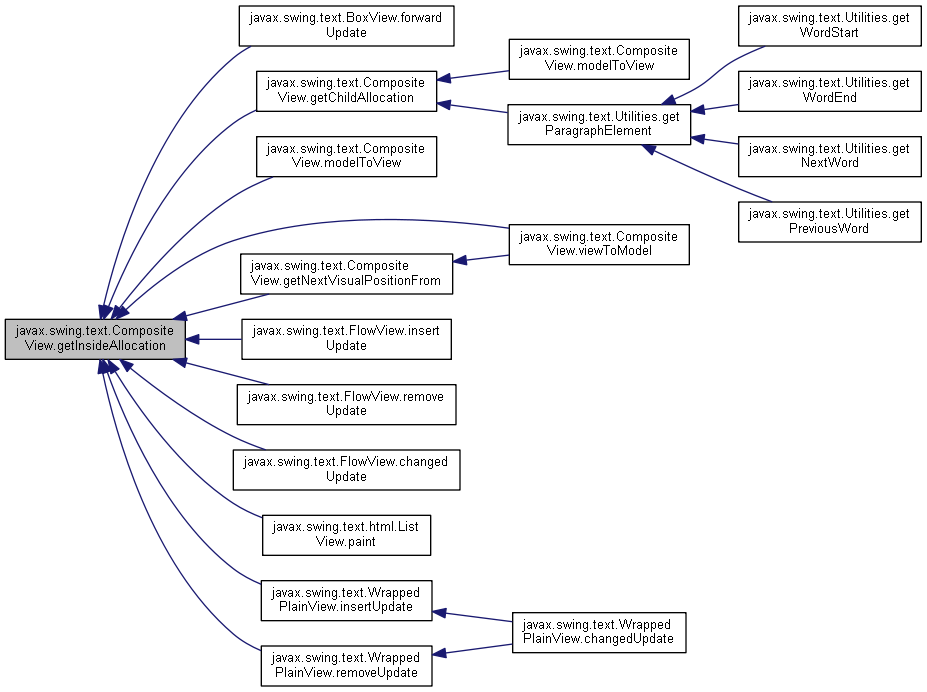 javax.swing.text.BoxView.forward
Update
javax.swing.text.Utilities.get
WordStart
javax.swing.text.Composite
View.modelToView
javax.swing.text.Composite
View.getChildAllocation
javax.swing.text.Utilities.get
WordEnd
javax.swing.text.Utilities.get
ParagraphElement
javax.swing.text.Composite
View.modelToView
javax.swing.text.Utilities.get
NextWord
javax.swing.text.Utilities.get
PreviousWord
javax.swing.text.Composite
View.viewToModel
javax.swing.text.Composite
View.getNextVisualPositionFrom
javax.swing.text.Composite
View.getInsideAllocation
javax.swing.text.FlowView.insert
Update
javax.swing.text.FlowView.remove
Update
javax.swing.text.FlowView.changed
Update
javax.swing.text.html.List
View.paint
javax.swing.text.Wrapped
PlainView.insertUpdate
javax.swing.text.Wrapped
PlainView.changedUpdate
javax.swing.text.Wrapped
PlainView.removeUpdate